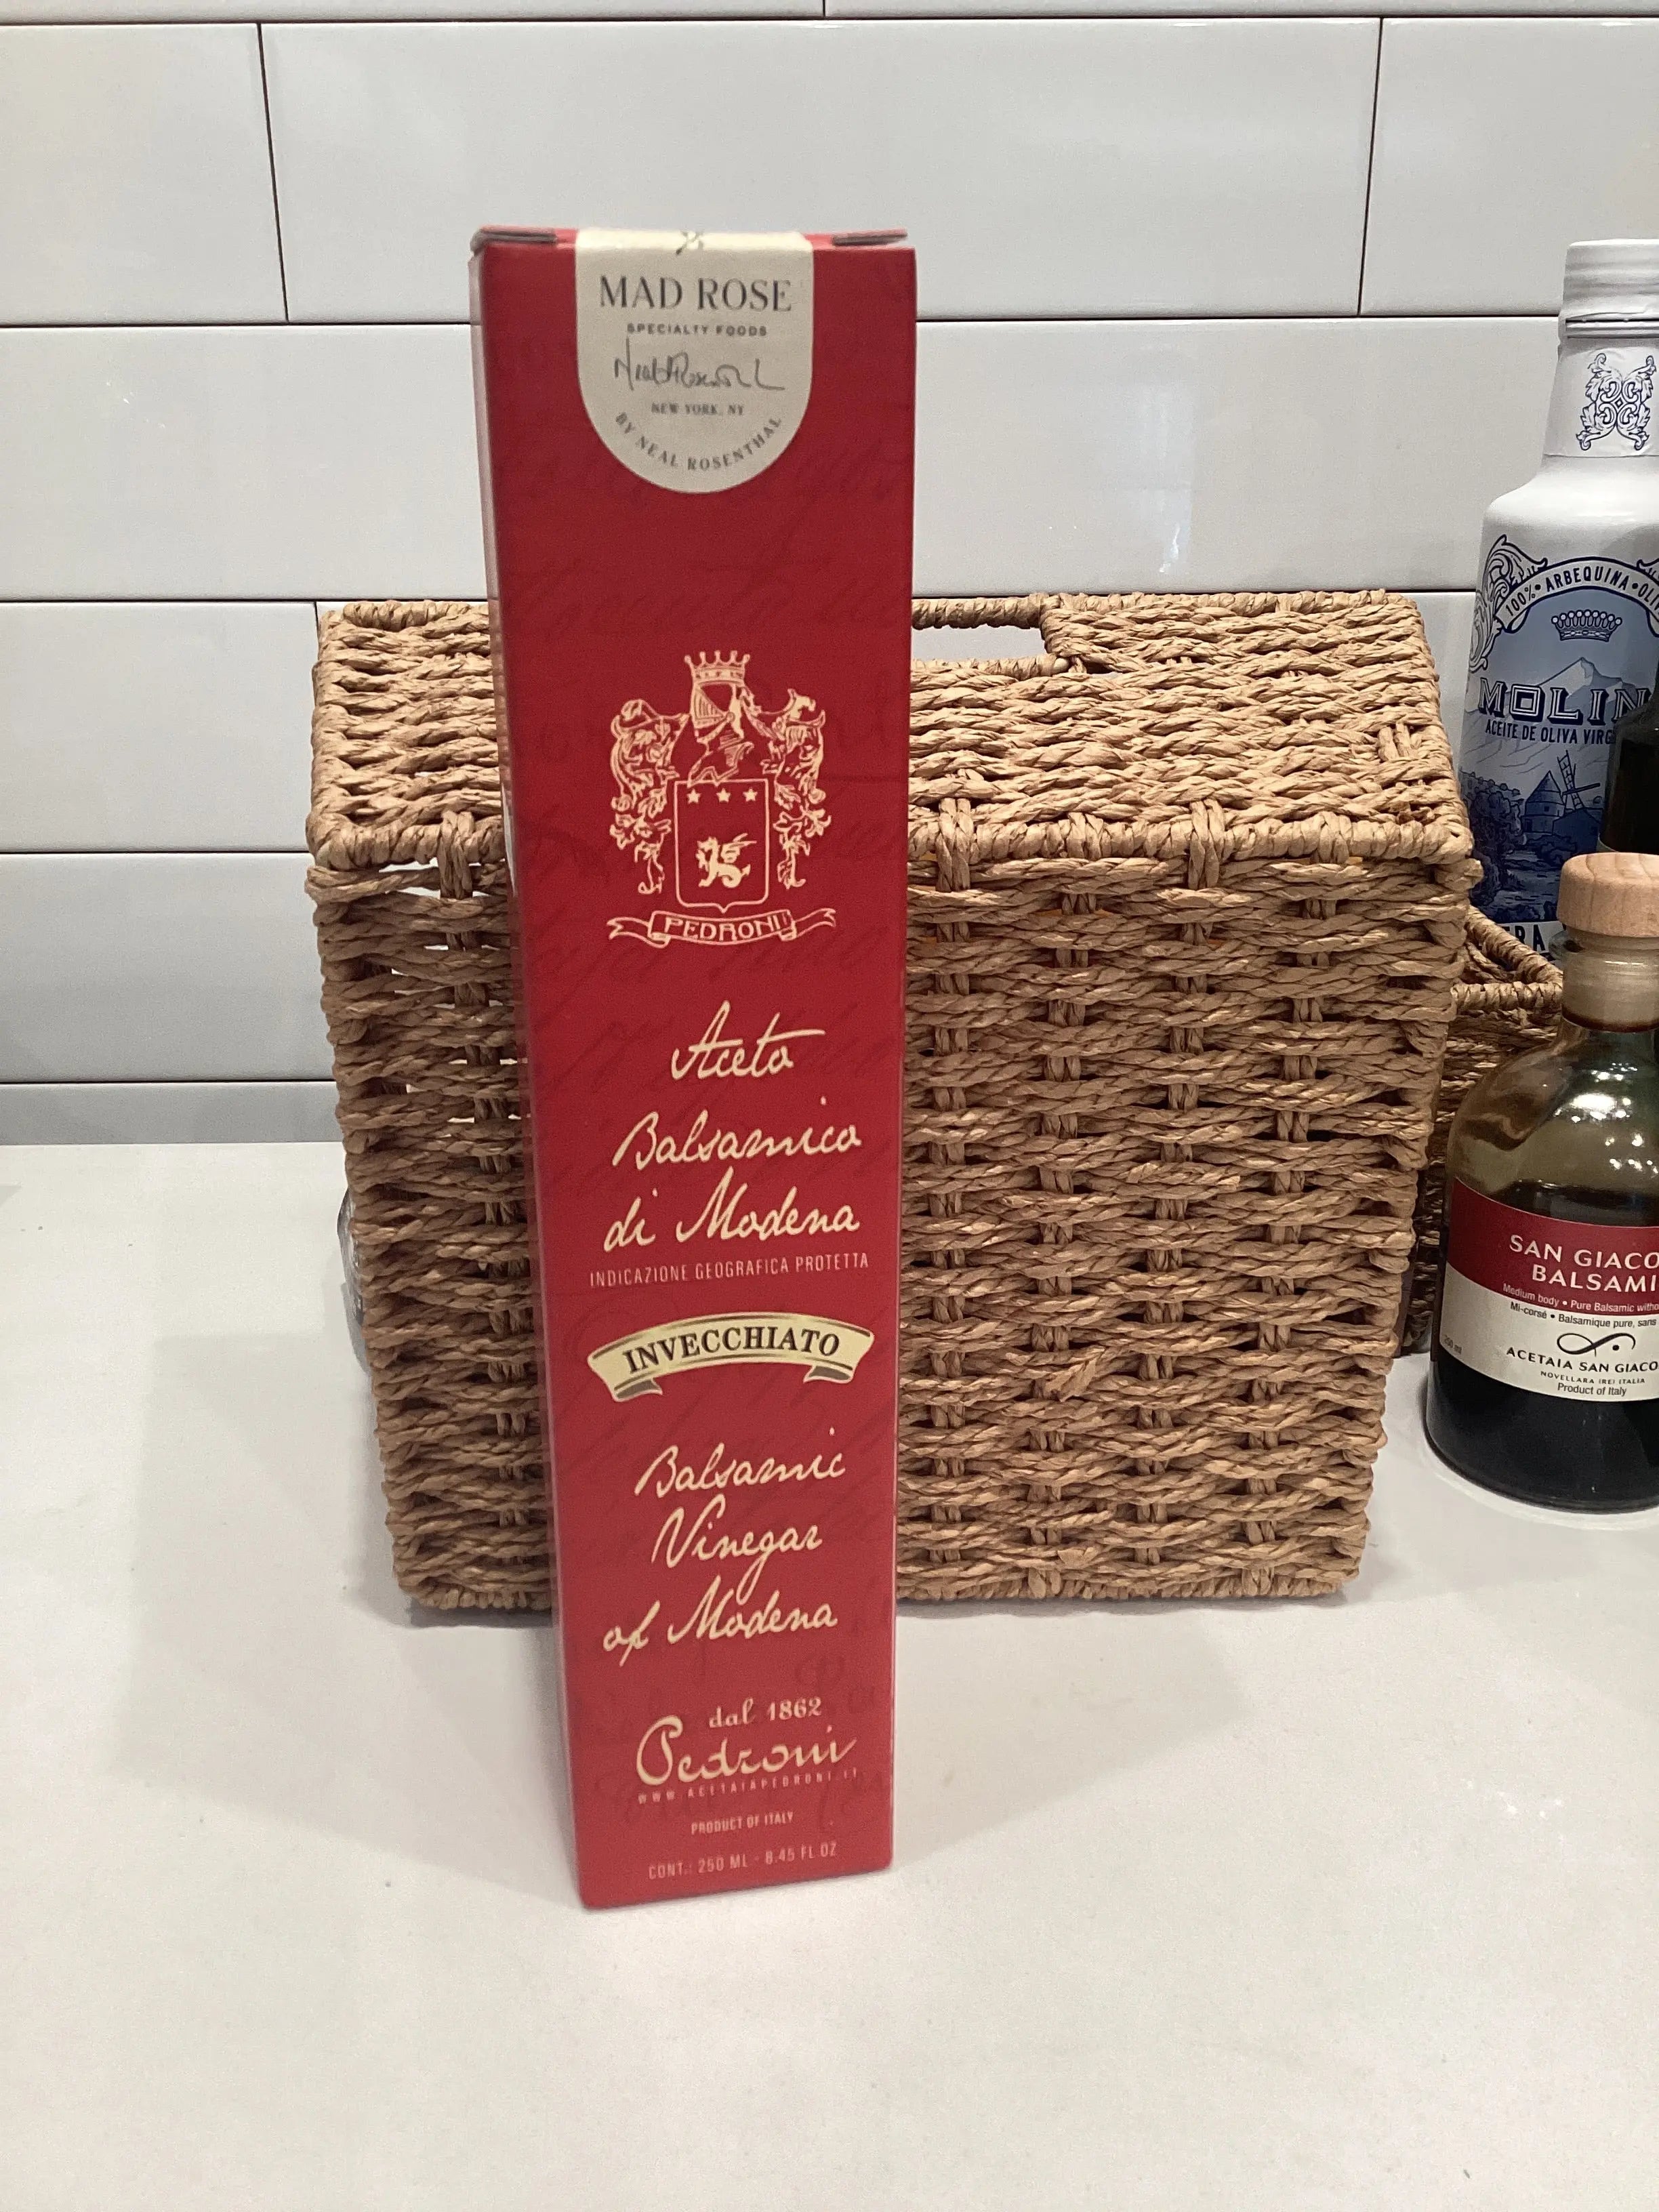 MAD ROSE
SPECIALTY FOODS
NEW YORK, NY
BY NEAL ROSENTHAL
PEDRONI
Aceto
Balsamico
di Modena
INDICAZIONE GEOGRAFICA PROTETTA
INVECCHIATO
Balsamic
Vinegar
of Modena
dal 1862
Pedroni
WWW.ACETAIAPEDRONI.IT
PRODUCT OF ITALY
CONT.: 250 ML - 8.45 FL OZ
100% • ARBEQUINA •
MOLIN
ACEITE DE OLIVA
SAN GIACO
BALSAMI
Medium body • Pure Balsamic
Mi-corsé • Balsamique pure, sans
250 ml
ACETAIA SAN GIACO
NOVELLARA (RE) ITALIA
Product of Italy